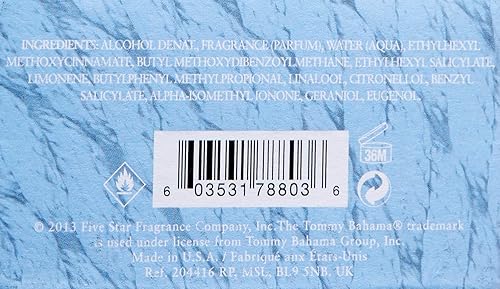 INGREDIENTS: ALCOHOL DENAT., FRAGRANCE (PARFUM), WATER (AQUA), ETHYLHEXYL
METHOXYCINNAMATE, BUTYL METHOXYDIBENZOYLMETHANE, ETHYLHEXYL SALICYLATE,
LIMONENE, BUTYLPHENYL METHYLPROPIONAL, LINALOOL, CITRONELLOL, BENZYL
SALICYLATE, ALPHA-ISOMETHYL IONONE, GERANIOL, EUGENOL.
36M
6 03531 78803 6
© 2013 Five Star Fragrance Company, Inc. The Tommy Bahama® trademark
is used under license from Tommy Bahama Group, Inc.
Made in U.S.A. / Fabriqué aux États-Unis
Ref. 204416 RP. MSL, BL9 5NB. UK